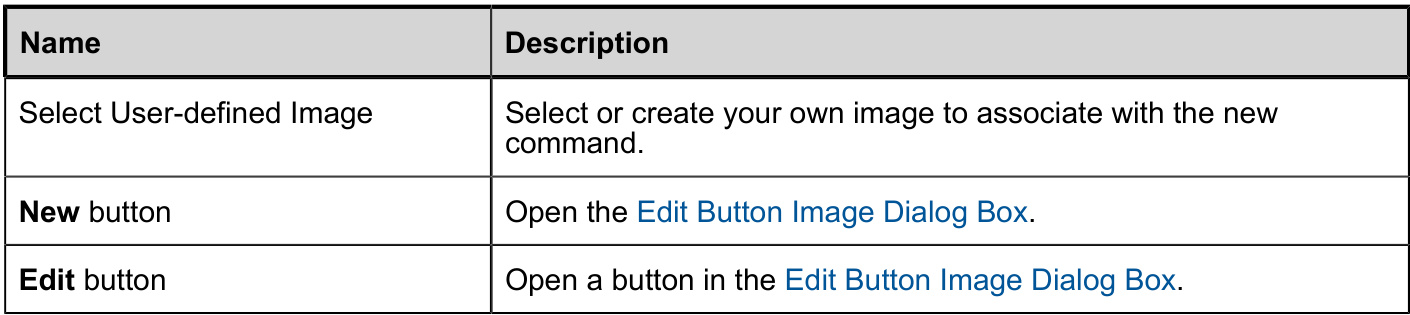 Name Description
Select User-defined Image Select or create your own image to associate with the new
command.
New button Open the Edit Button Image Dialog Box.
Edit button Open a button in the Edit Button Image Dialog Box.